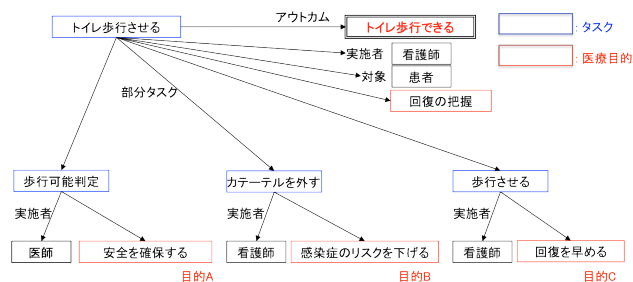 トイレ歩行させる
アウトカム
トイレ歩行できる
: タスク
実施者
看護師
: 医療目的
対象
患者
部分タスク
回復の把握
歩行可能判定
カテーテルを外す
歩行させる
実施者
実施者
実施者
医師
安全を確保する
看護師
感染症のリスクを下げる
看護師
回復を早める
目的A
目的B
目的C